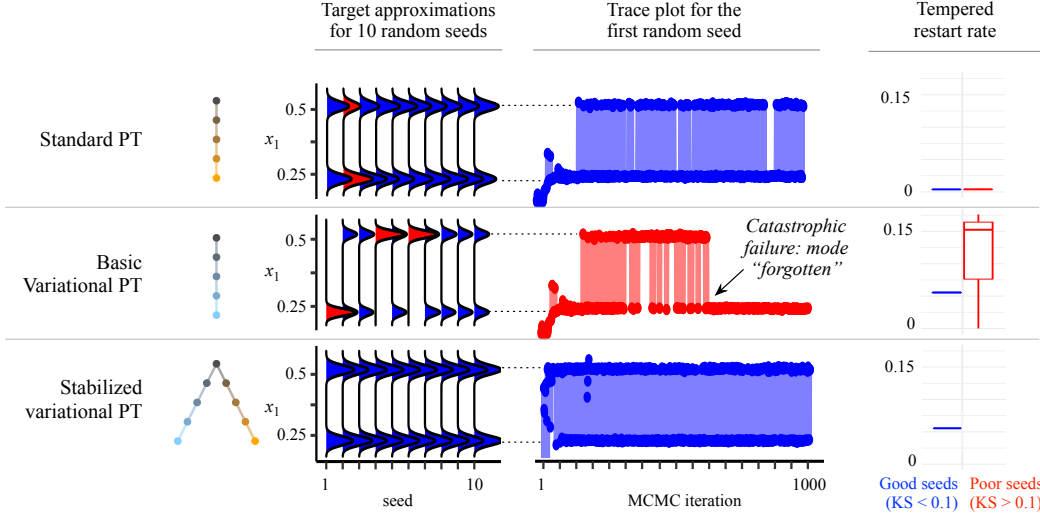 Target approximations
for 10 random seeds
Trace plot for the
first random seed
Tempered
restart rate
Standard PT
0.5
x1
0.25
0.15
0
Basic
Variational PT
0.5
x1
0.25
Catastrophic
failure: mode
“forgotten”
0.15
0
Stabilized
variational PT
0.5
x1
0.25
0.15
0
1
10
seed
1
1000
MCMC iteration
Good seeds
(KS < 0.1)
Poor seeds
(KS > 0.1)